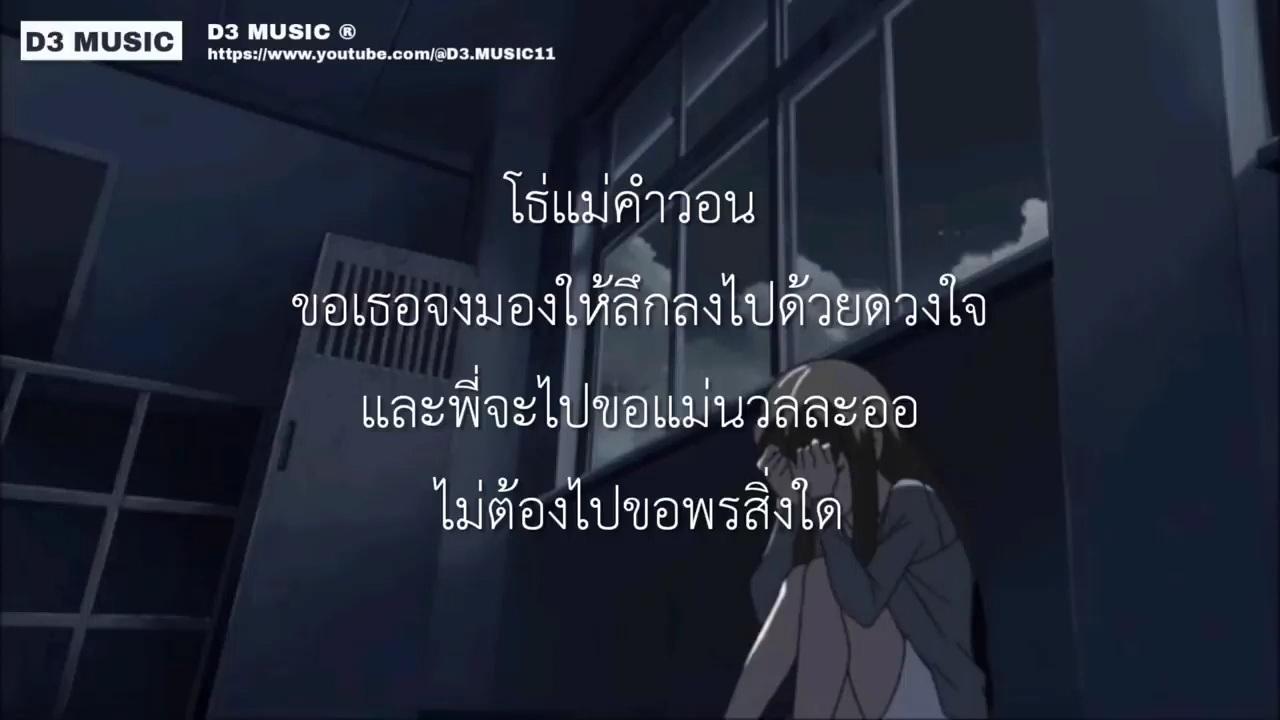 D3 MUSIC
D3 MUSIC ®
https://www.youtube.com/@D3.MUSIC11
โธ่แม่คำวอน
ขอเธอจงมองให้ลึกลงไปด้วยดวงใจ
และพี่จะไปขอแม่นวลละออ
ไม่ต้องไปขอพรสิ่งใด